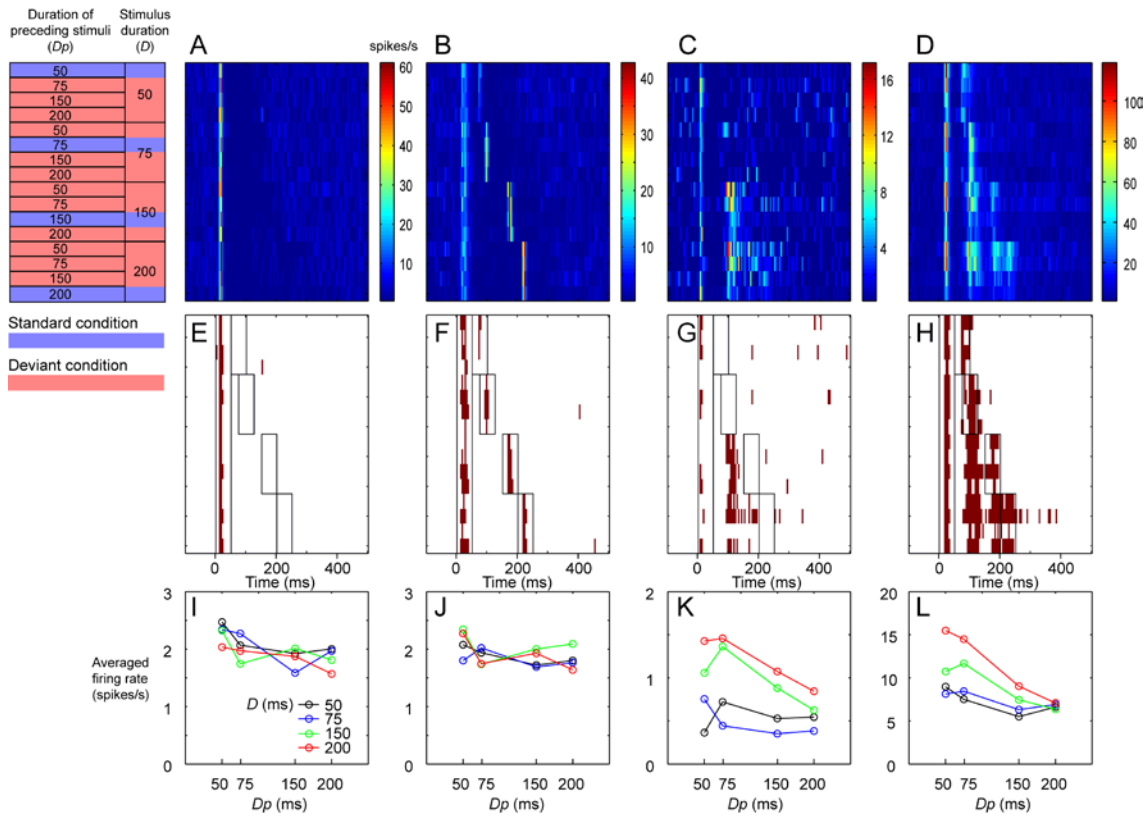 Duration of preceding stimuli (Dp)
Stimulus duration (D)
50
75
150
200
50
75
150
200
50
75
150
200
50
75
150
200
50
75
150
200
Standard condition
Deviant condition
A
spikes/s
60
50
40
30
20
10
B
40
30
20
10
C
16
12
8
4
D
100
80
60
40
20
E
0 200 400
Time (ms)
F
0 200 400
Time (ms)
G
0 200 400
Time (ms)
H
0 200 400
Time (ms)
Averaged firing rate (spikes/s)
I
3
2
1
0
D (ms)
50
75
150
200
50 75 150 200
Dp (ms)
J
3
2
1
0
50 75 150 200
Dp (ms)
K
2
1
0
50 75 150 200
Dp (ms)
L
20
15
10
5
0
50 75 150 200
Dp (ms)